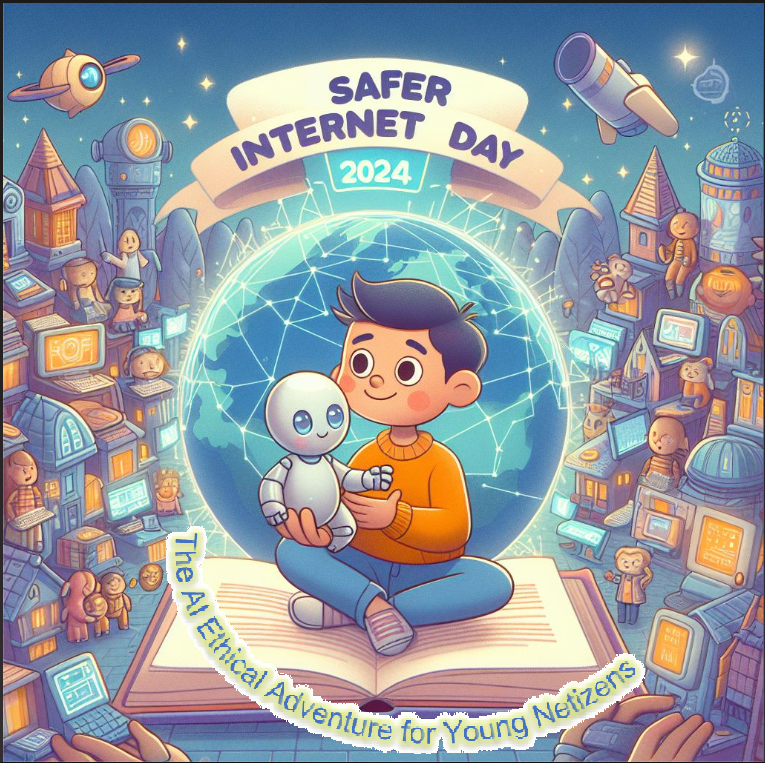 SAFER
INTERNET DAY
2024
The AI Ethical Adventure for Young Netizens